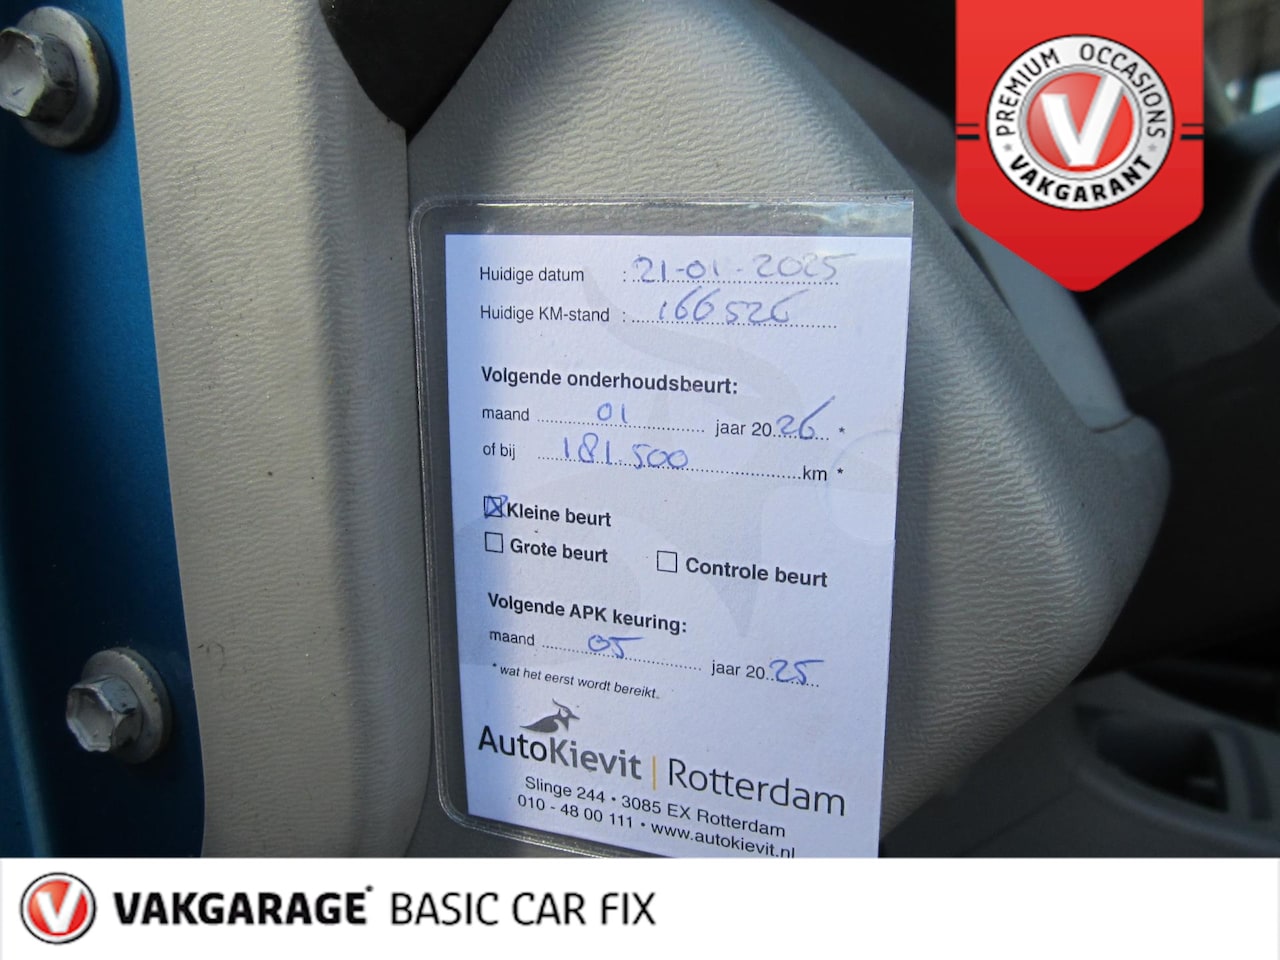 PREMIUM OCCASIONS
VAKGARANT
Huidige datum : 21-01-2025
Huidige KM-stand : 166526
Volgende onderhoudsbeurt:
maand 01 jaar 2026 *
of bij 181.500 km *
Kleine beurt
Grote beurt Controle beurt
Volgende APK keuring:
maand 05 jaar 2025
* wat het eerst wordt bereikt.
AutoKievit | Rotterdam
Slinge 244 • 3085 EX Rotterdam
010 - 48 00 111 • www.autokievit.nl
VAKGARAGE BASIC CAR FIX